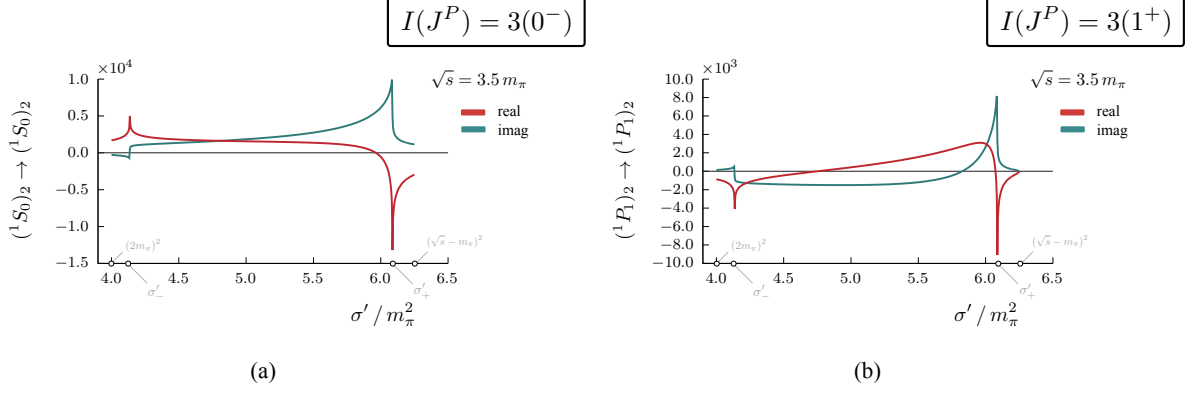 I(J^P) = 3(0^-)
×10^4
√s = 3.5 m_π
real
imag
1.0
0.5
0.0
−0.5
−1.0
−1.5
(^1S_0)_2 → (^1S_0)_2
(2m_π)^2
(√s − m_π)^2
4.0 4.5 5.0 5.5 6.0 6.5
σ′_−
σ′_+
σ′ / m_π^2
(a)
I(J^P) = 3(1^+)
×10^3
√s = 3.5 m_π
real
imag
10.0
8.0
6.0
4.0
2.0
0.0
−2.0
−4.0
−6.0
−8.0
−10.0
(^1P_1)_2 → (^1P_1)_2
(2m_π)^2
(√s − m_π)^2
4.0 4.5 5.0 5.5 6.0 6.5
σ′_−
σ′_+
σ′ / m_π^2
(b)